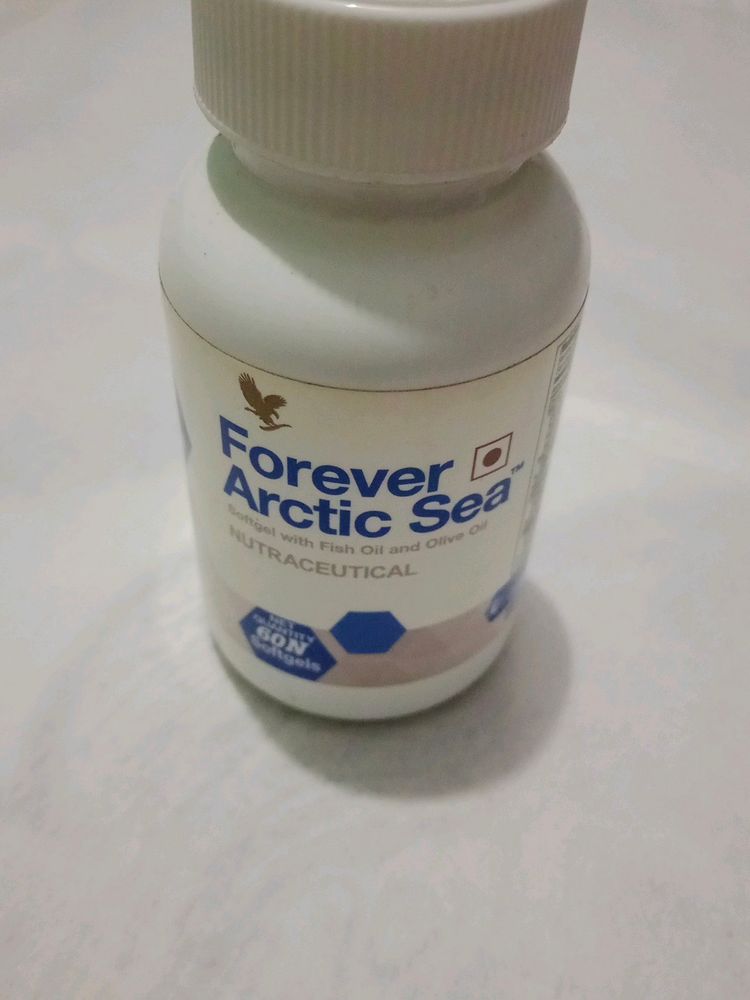 Forever
Arctic Sea™
Softgel with Fish Oil and Olive Oil
NUTRACEUTICAL
NET
QUANTITY
60N
Softgels